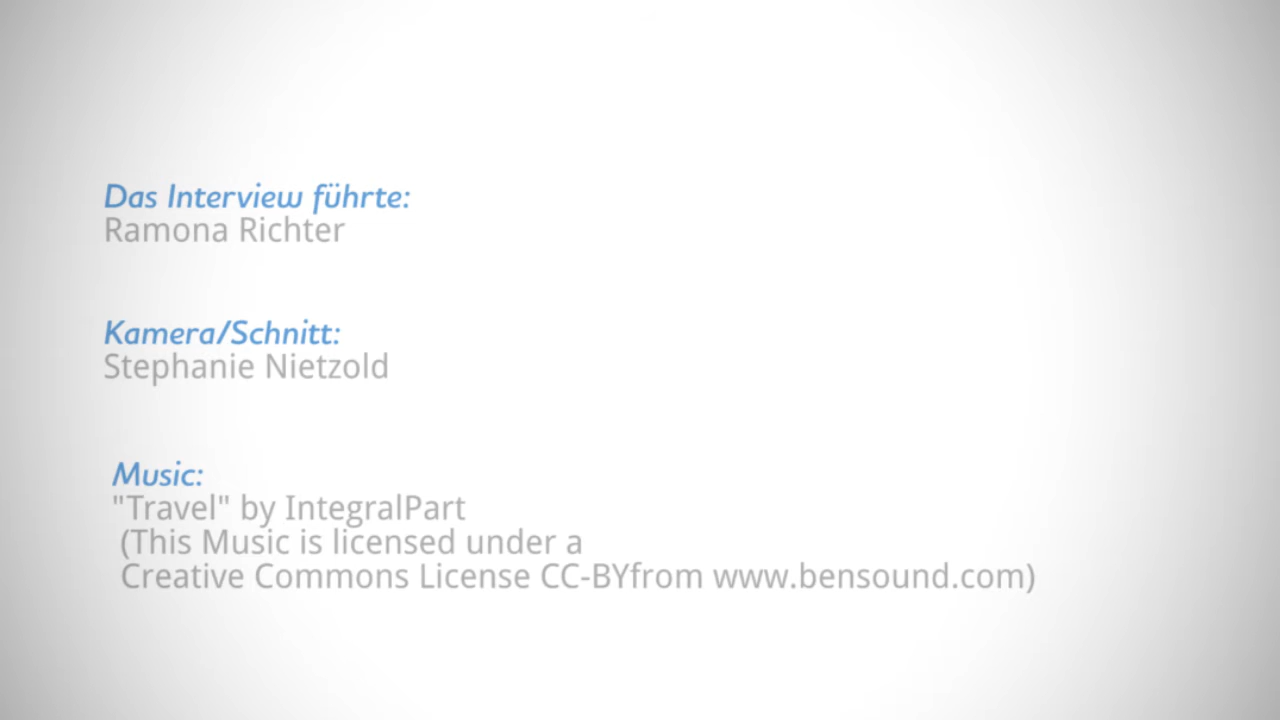 Das Interview führte:
Ramona Richter
Kamera/Schnitt:
Stephanie Nietzold
Music:
"Travel" by IntegralPart
(This Music is licensed under a
Creative Commons License CC-BYfrom www.bensound.com)